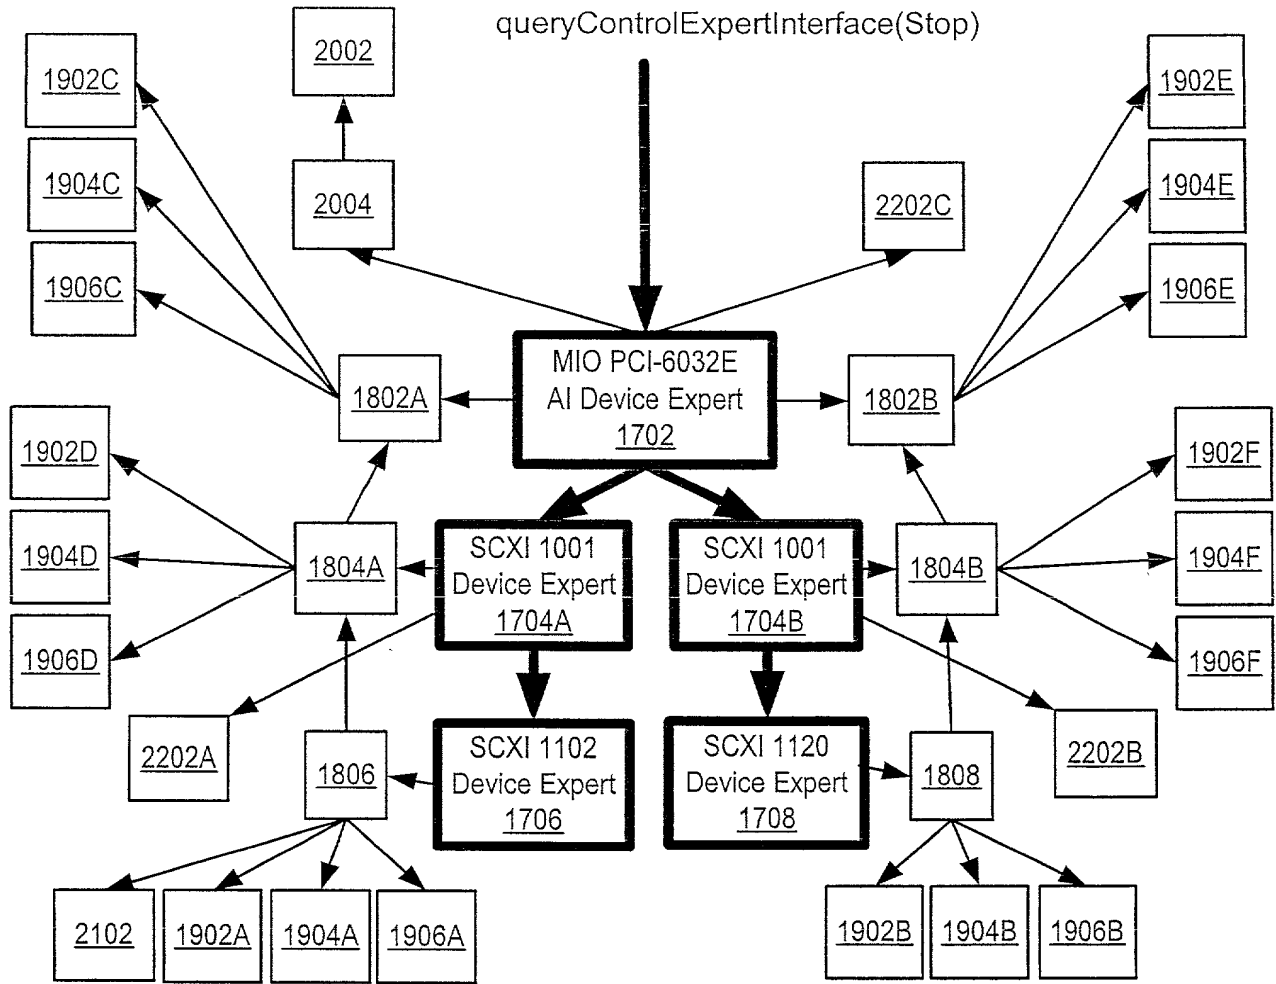 queryControlExpertInterface(Stop)
1902C
2002
1902E
1904C
2004
2202C
1904E
1906C
1906E
MIO PCI-6032E
AI Device Expert
1702
1802A
1802B
1902D
1902F
1904D
1904F
1906D
1906F
1804A
SCXI 1001
Device Expert
1704A
SCXI 1001
Device Expert
1704B
1804B
2202A
1806
SCXI 1102
Device Expert
1706
SCXI 1120
Device Expert
1708
1808
2202B
2102
1902A
1904A
1906A
1902B
1904B
1906B